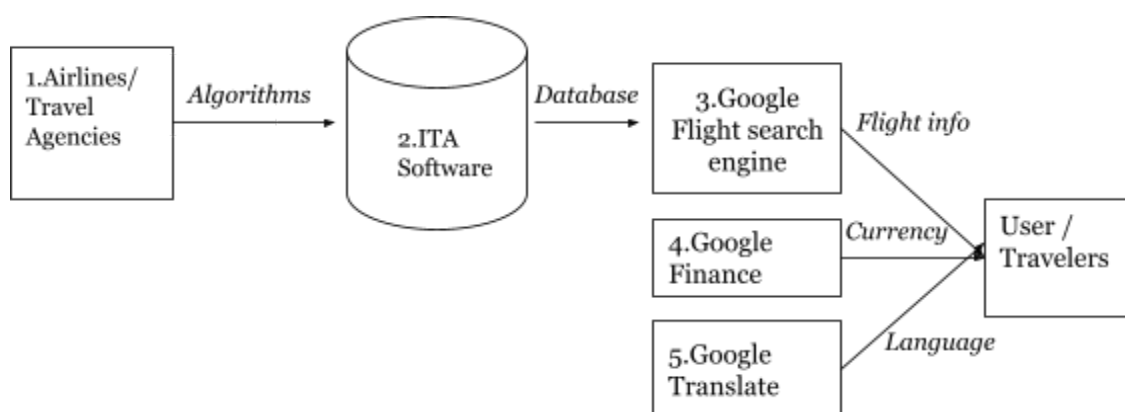 1.Airlines/
Travel
Agencies
Algorithms
2.ITA
Software
Database
3.Google
Flight search
engine
Flight info
4.Google
Finance
Currency
User /
Travelers
5.Google
Translate
Language